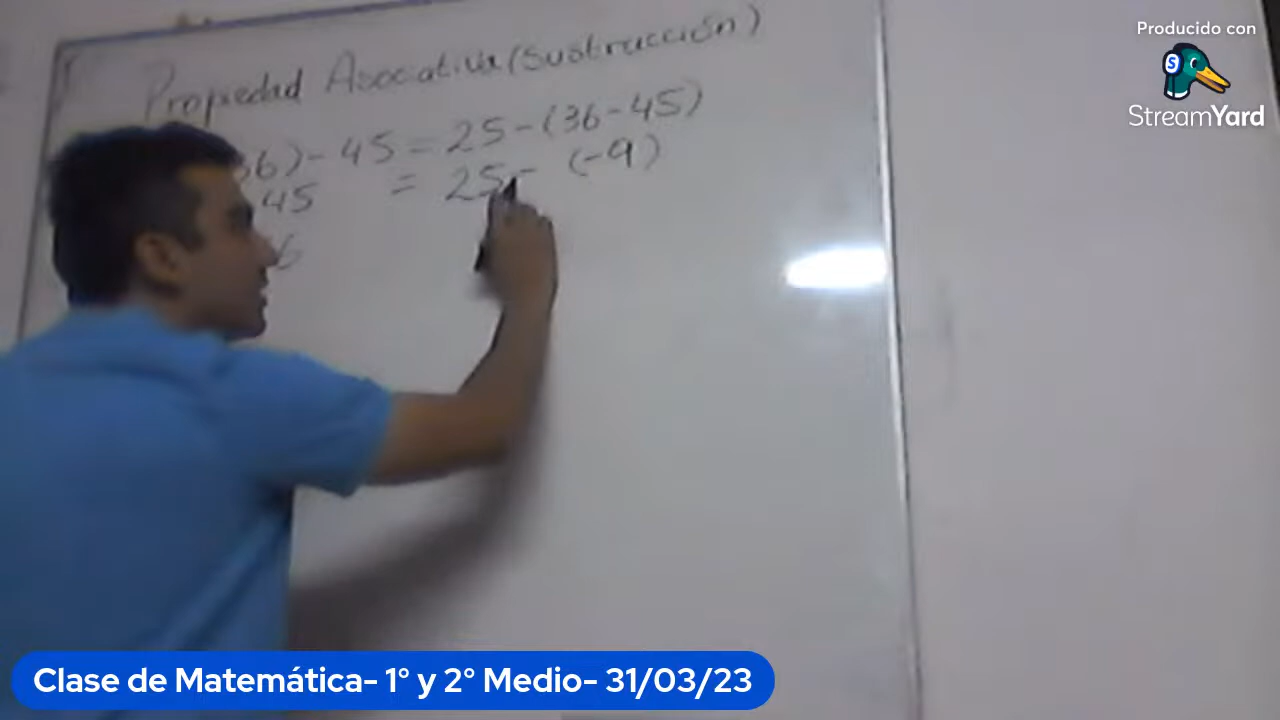 Producido con
StreamYard
Propiedad Asociativa (Sustracción)
6) - 45 = 25 - (36 - 45)
45 = 25 - (-9)
6
Clase de Matemática- 1° y 2° Medio- 31/03/23